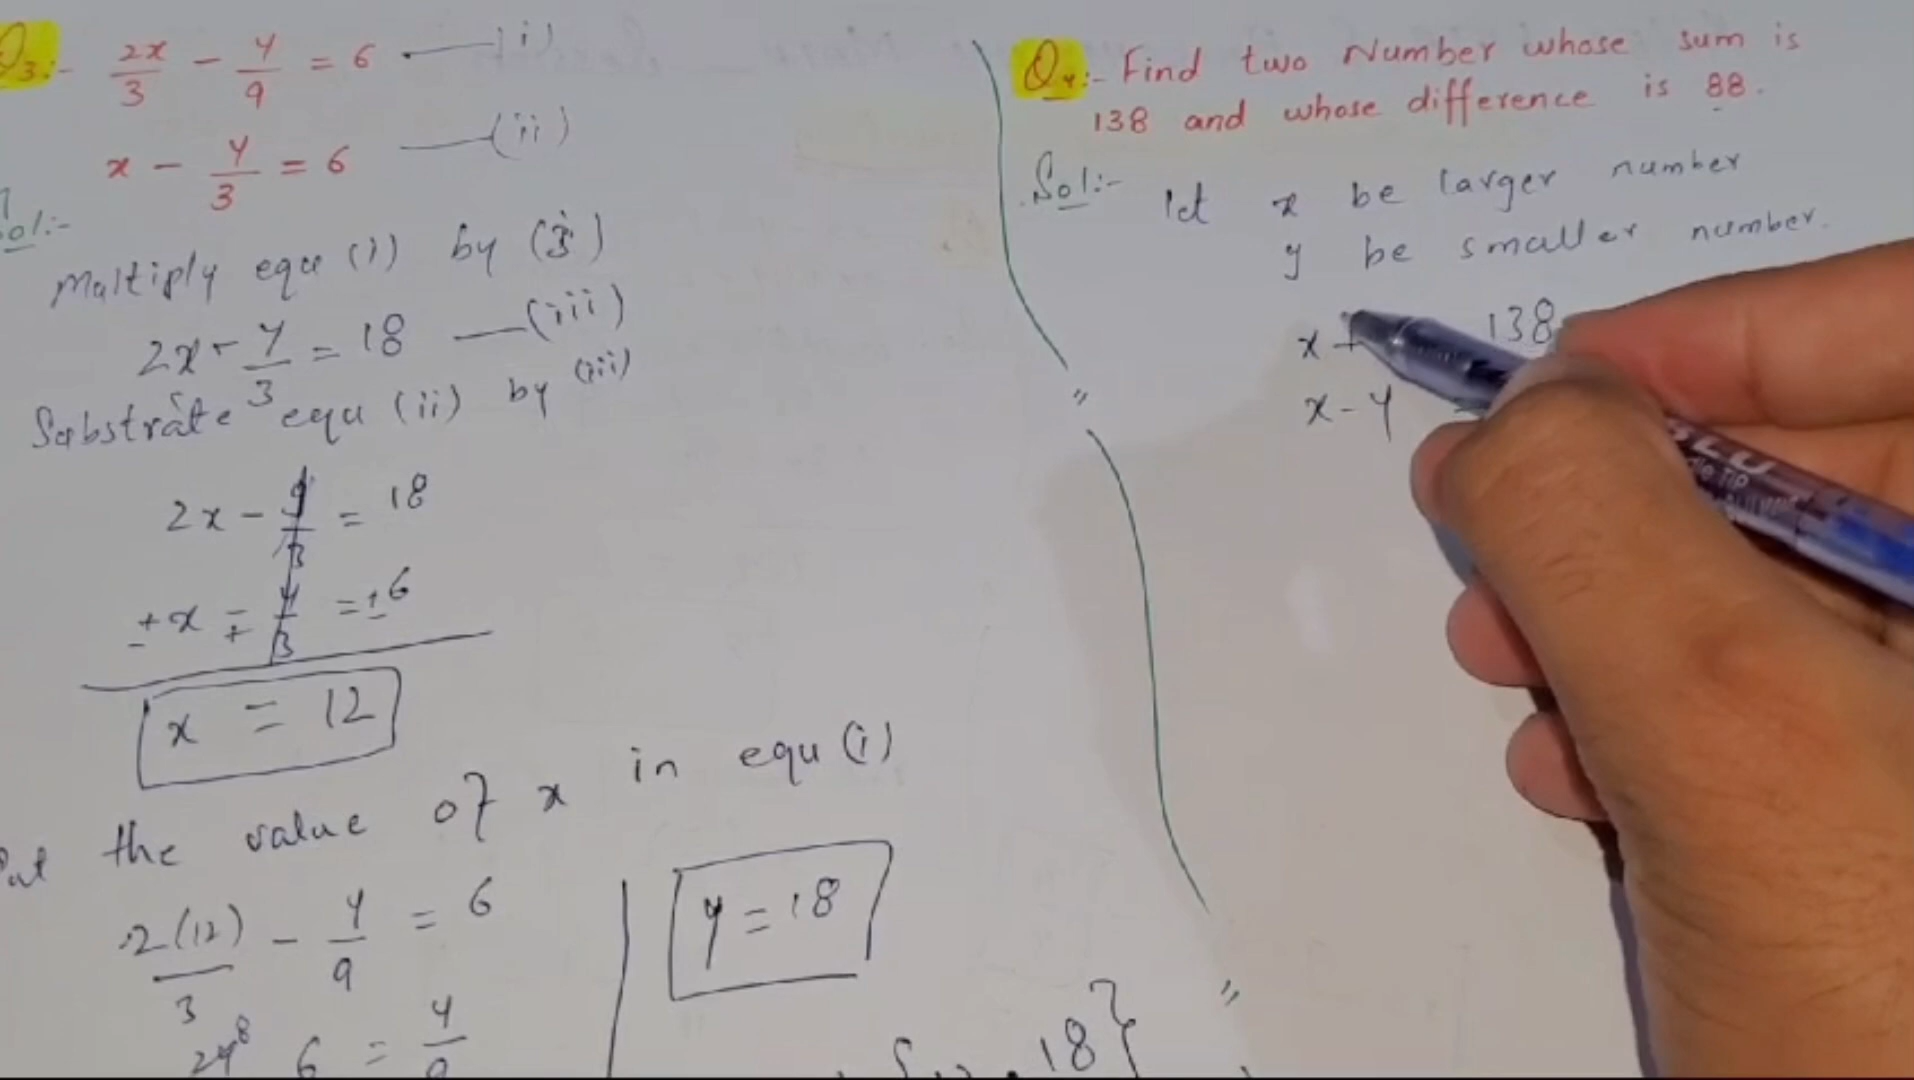 Q3:- 2x/3 - y/9 = 6 —(i)
x - y/3 = 6 —(ii)
Sol:-
Multiply equ (i) by (3)
2x - y/3 = 18 —(iii)
Substrate equ (ii) by (iii)
2x - y/3 = 18
±x ∓ y/3 = ±6
x = 12
Put the value of x in equ (i)
2(12)/3 - y/9 = 6
6 = y/9
y = 18
18}
Q4:- Find two Number whose sum is
138 and whose difference is 88.
Sol:- let x be larger number
y be smaller number.
x + 138
x - y